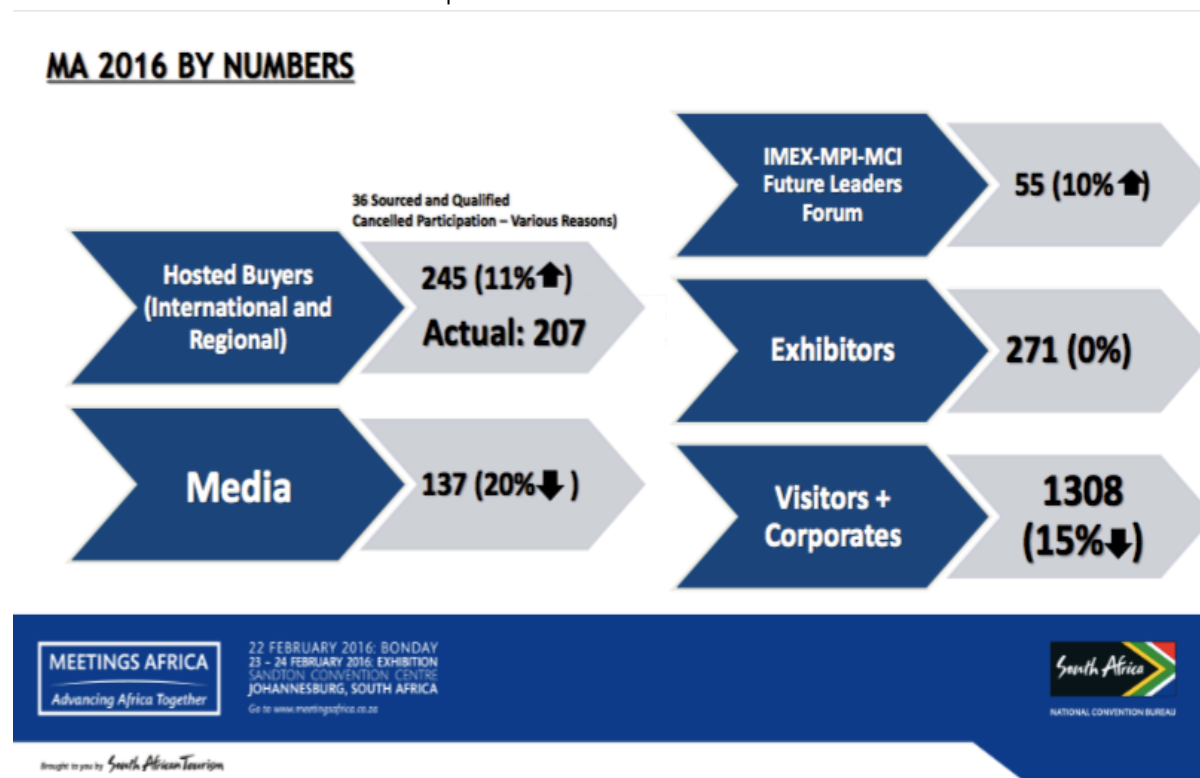 MA 2016 BY NUMBERS
36 Sourced and Qualified
Cancelled Participation – Various Reasons)
Hosted Buyers
(International and
Regional)
245 (11%⬆)
Actual: 207
Media
137 (20%⬇ )
IMEX-MPI-MCI
Future Leaders
Forum
55 (10%⬆)
Exhibitors
271 (0%)
Visitors +
Corporates
1308
(15%⬇)
MEETINGS AFRICA
Advancing Africa Together
22 FEBRUARY 2016: BONDAY
23 – 24 FEBRUARY 2016: EXHIBITION
SANDTON CONVENTION CENTRE
JOHANNESBURG, SOUTH AFRICA
Go to www.meetingsafrica.co.za
South Africa
NATIONAL CONVENTION BUREAU
Brought to you by South African Tourism